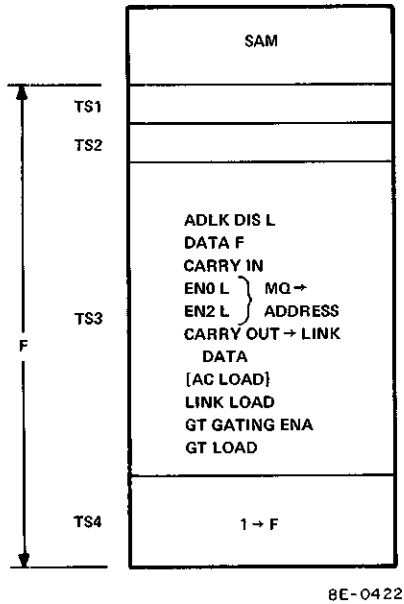 SAM
TS1
TS2
ADLK DIS L
DATA F
CARRY IN
EN0 L } MQ →
EN2 L } ADDRESS
CARRY OUT → LINK
DATA
[AC LOAD]
LINK LOAD
GT GATING ENA
GT LOAD
TS3
F
TS4
1 → F
8E-0422